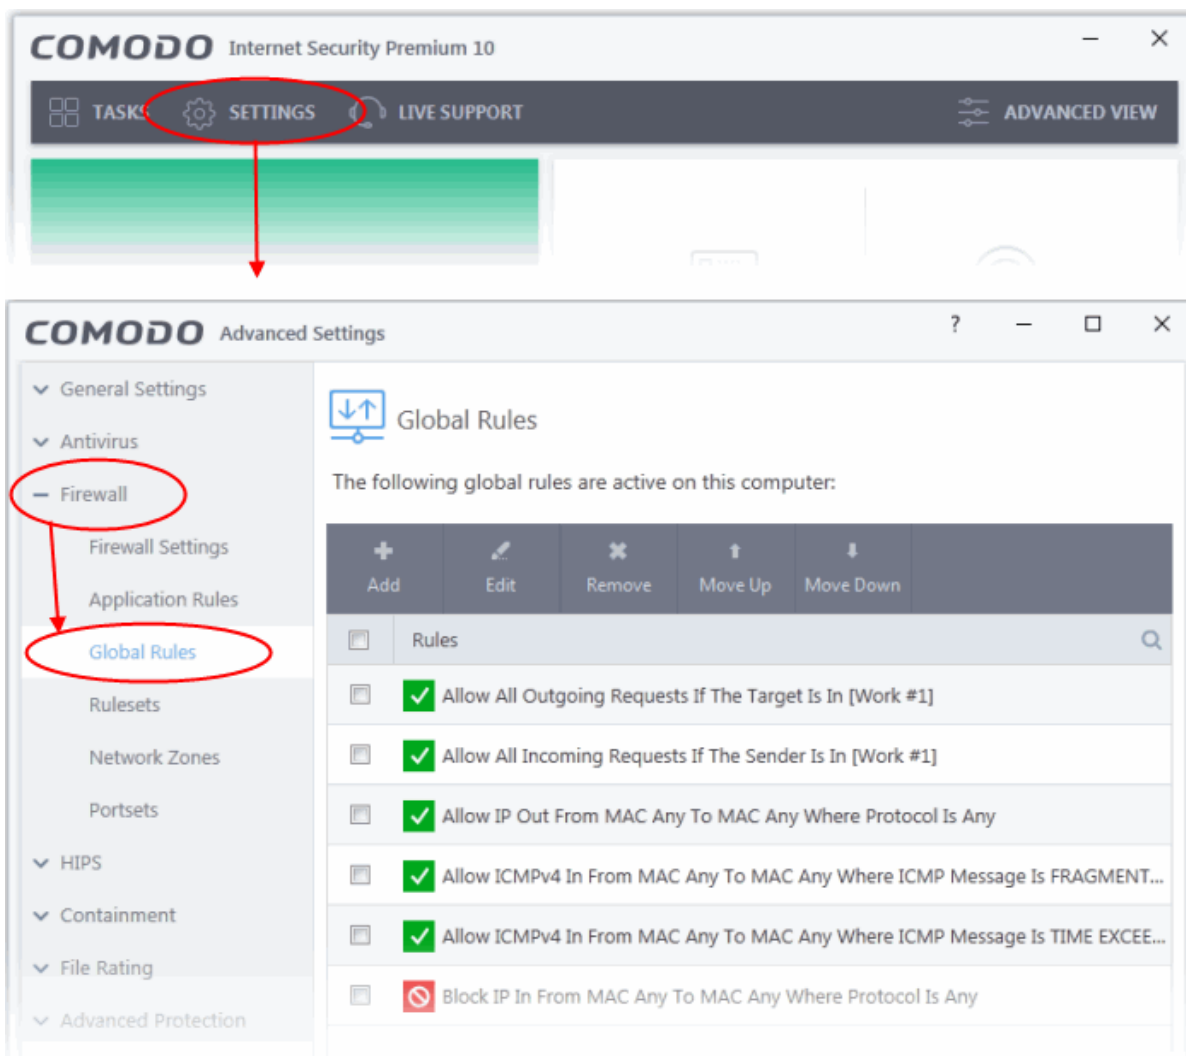 COMODO Internet Security Premium 10
TASKS SETTINGS LIVE SUPPORT ADVANCED VIEW
COMODO Advanced Settings ?
General Settings
Antivirus
Firewall
Firewall Settings
Application Rules
Global Rules
Rulesets
Network Zones
Portsets
HIPS
Containment
File Rating
Advanced Protection
Global Rules
The following global rules are active on this computer:
Add Edit Remove Move Up Move Down
Rules
Allow All Outgoing Requests If The Target Is In [Work #1]
Allow All Incoming Requests If The Sender Is In [Work #1]
Allow IP Out From MAC Any To MAC Any Where Protocol Is Any
Allow ICMPv4 In From MAC Any To MAC Any Where ICMP Message Is FRAGMENT...
Allow ICMPv4 In From MAC Any To MAC Any Where ICMP Message Is TIME EXCEE...
Block IP In From MAC Any To MAC Any Where Protocol Is Any